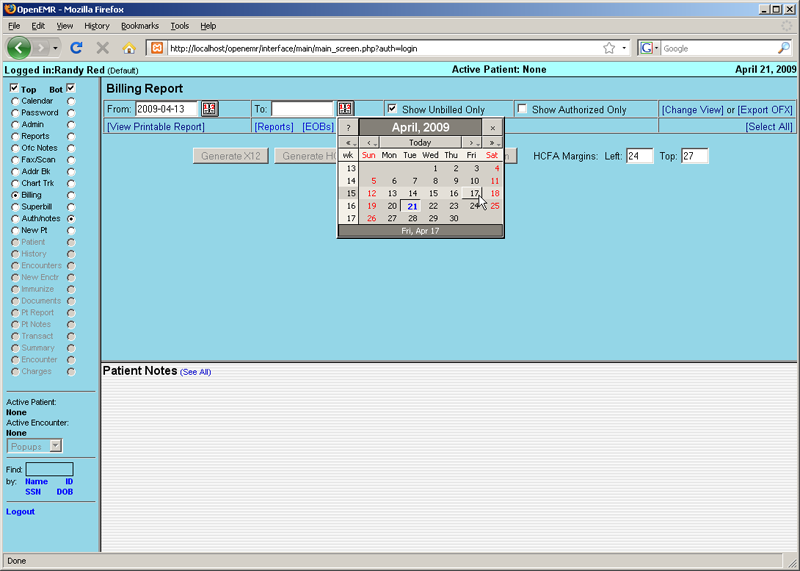 OpenEMR - Mozilla Firefox
File Edit View History Bookmarks Tools Help
http://localhost/openemr/interface/main/main_screen.php?auth=login
G Google
Logged in:Randy Red (Default) Active Patient: None April 21, 2009
Top Bot
Calendar
Password
Admin
Reports
Ofc Notes
Fax/Scan
Addr Bk
Chart Trk
Billing
Superbill
Auth/notes
New Pt
Patient
History
Encounters
New Enctr
Immunize
Documents
Pt Report
Pt Notes
Transact
Summary
Encounter
Charges
Active Patient:
None
Active Encounter:
None
Popups
Find:
by: Name ID
SSN DOB
Logout
Billing Report
From: 2009-04-13 To: Show Unbilled Only Show Authorized Only [Change View] or [Export OFX]
[View Printable Report] [Reports] [EOBs] [Select All]
Generate X12 Generate HC HCFA Margins: Left: 24 Top: 27
? April, 2009 ×
« ‹ Today › »
wk Sun Mon Tue Wed Thu Fri Sat
13 1 2 3 4
14 5 6 7 8 9 10 11
15 12 13 14 15 16 17 18
16 19 20 21 22 23 24 25
17 26 27 28 29 30
Fri, Apr 17
Patient Notes (See All)
Done